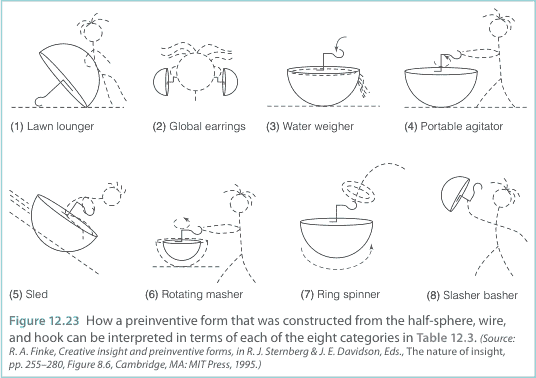 (1) Lawn lounger
(2) Global earrings
(3) Water weigher
(4) Portable agitator
(5) Sled
(6) Rotating masher
(7) Ring spinner
(8) Slasher basher
Figure 12.23 How a preinventive form that was constructed from the half-sphere, wire,
and hook can be interpreted in terms of each of the eight categories in Table 12.3. (Source:
R. A. Finke, Creative insight and preinventive forms, in R. J. Sternberg & J. E. Davidson, Eds., The nature of insight,
pp. 255–280, Figure 8.6, Cambridge, MA: MIT Press, 1995.)